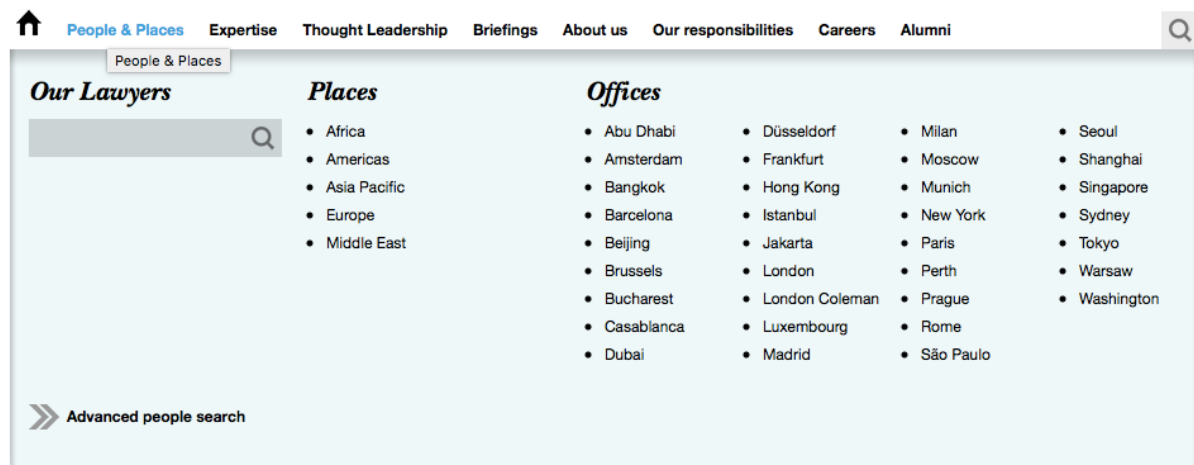 People & Places Expertise Thought Leadership Briefings About us Our responsibilities Careers Alumni
People & Places
Our Lawyers
Advanced people search
Places
Africa
Americas
Asia Pacific
Europe
Middle East
Offices
Abu Dhabi
Amsterdam
Bangkok
Barcelona
Beijing
Brussels
Bucharest
Casablanca
Dubai
Düsseldorf
Frankfurt
Hong Kong
Istanbul
Jakarta
London
London Coleman
Luxembourg
Madrid
Milan
Moscow
Munich
New York
Paris
Perth
Prague
Rome
São Paulo
Seoul
Shanghai
Singapore
Sydney
Tokyo
Warsaw
Washington